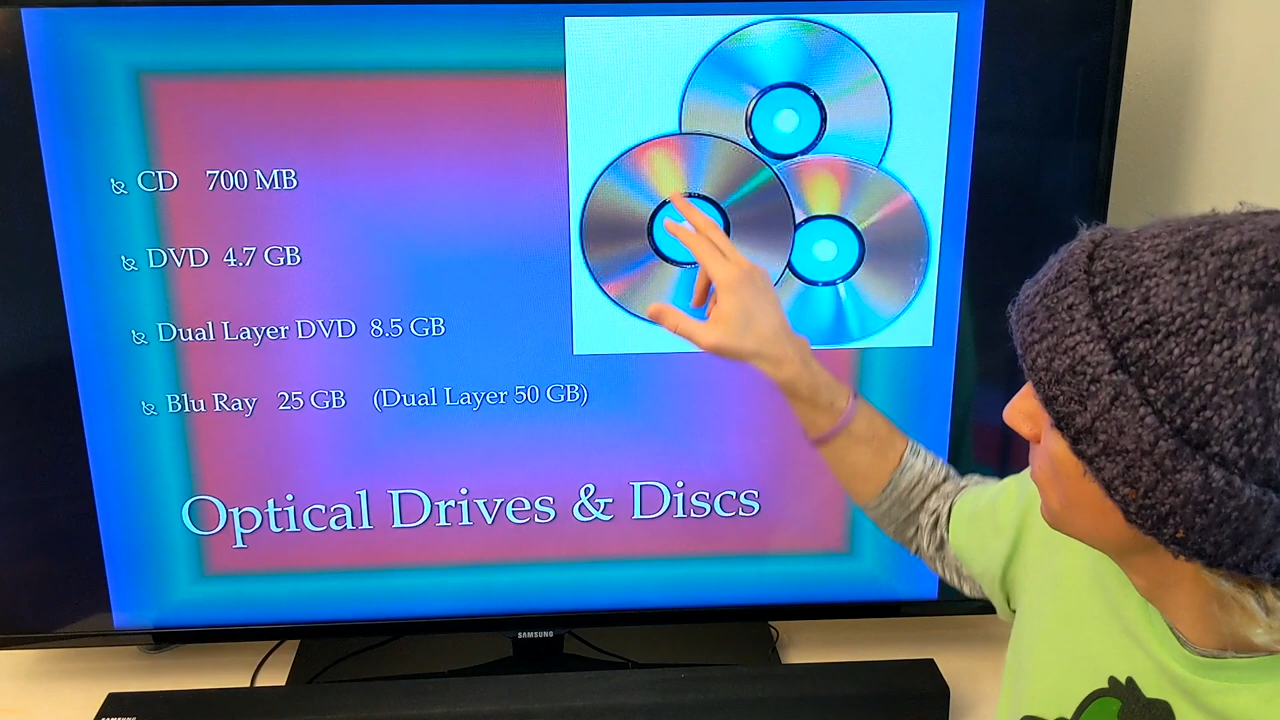 CD 700 MB
DVD 4.7 GB
Dual Layer DVD 8.5 GB
Blu Ray 25 GB (Dual Layer 50 GB)
Optical Drives & Discs
SAMSUNG
SAMSUNG